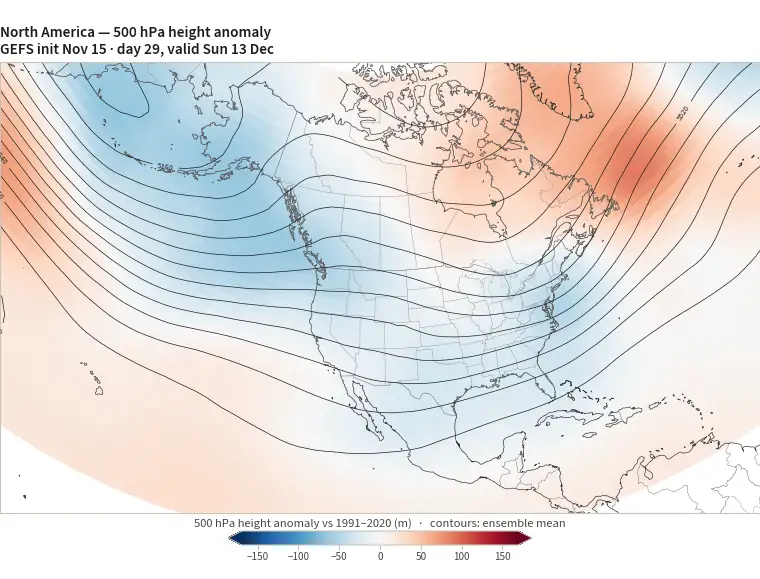 North America — 500 hPa height anomaly
GEFS init Nov 15 · day 29, valid Sun 13 Dec
5160
500 hPa height anomaly vs 1991–2020 (m) · contours: ensemble mean
−150 −100 −50 0 50 100 150